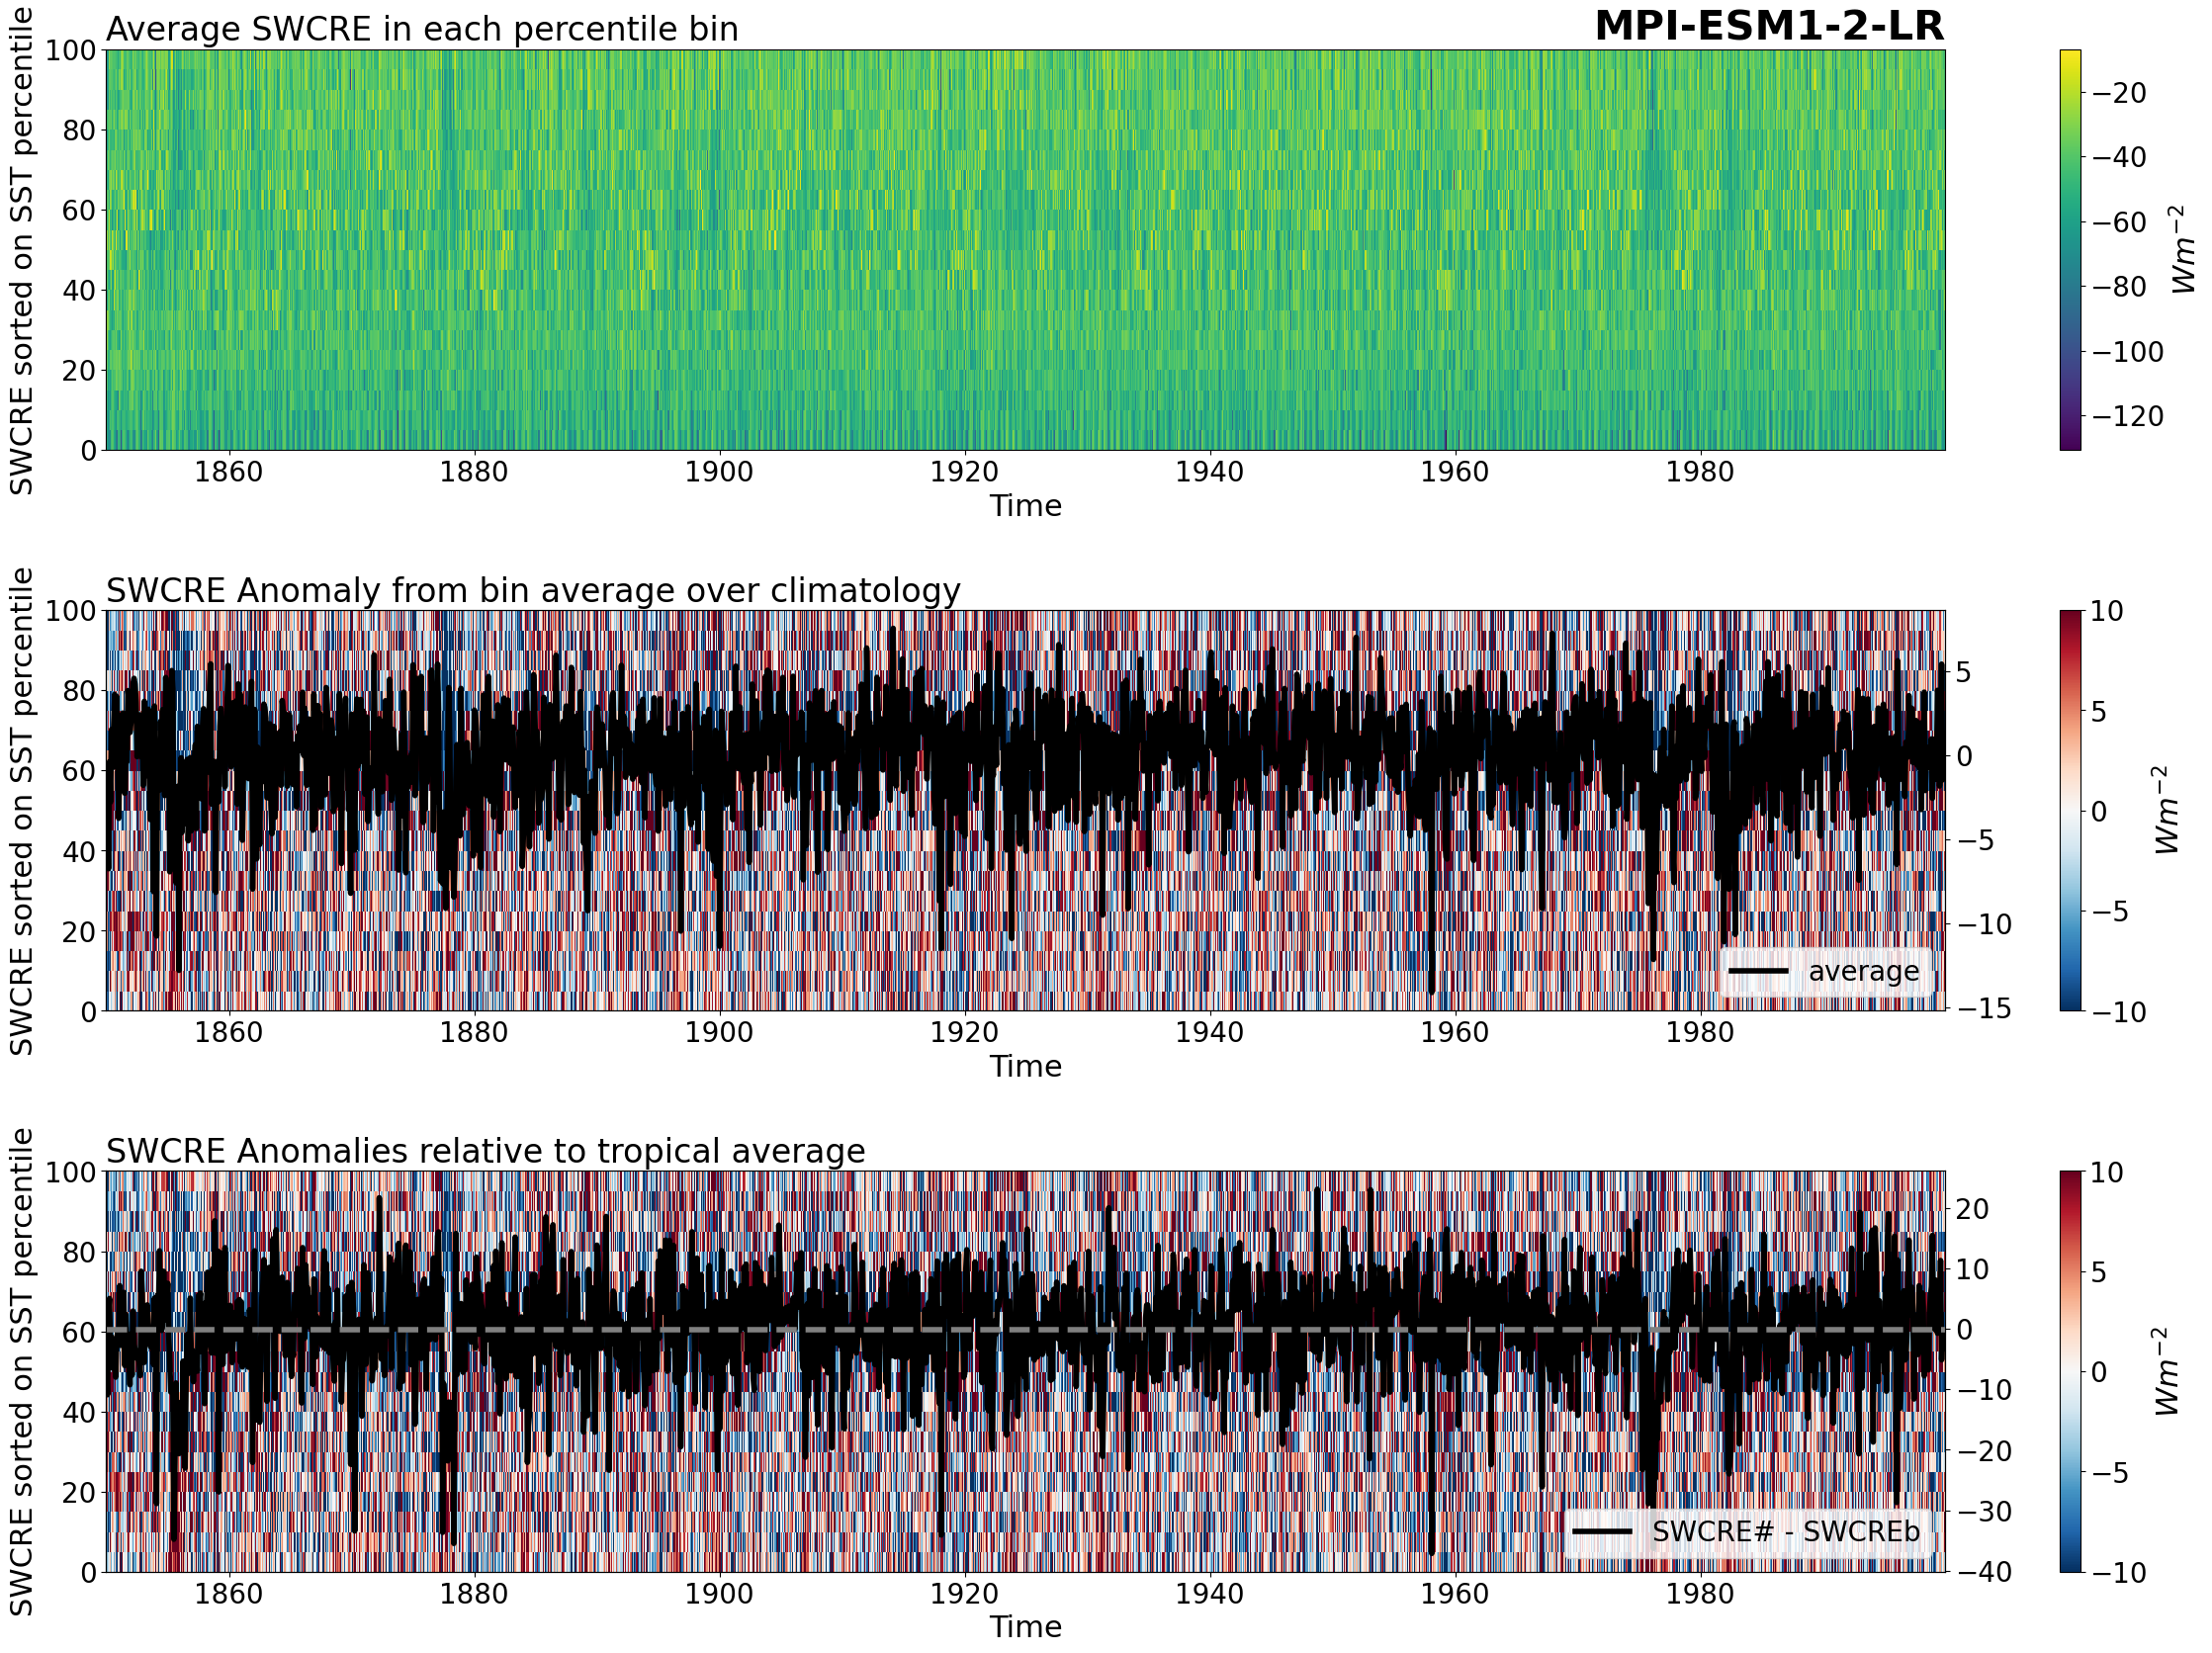 Average SWCRE in each percentile bin
MPI-ESM1-2-LR
SWCRE sorted on SST percentile
100
80
60
40
20
0
1860 1880 1900 1920 1940 1960 1980
Time
−20
−40
−60
−80
−100
−120
Wm⁻²
SWCRE Anomaly from bin average over climatology
SWCRE sorted on SST percentile
100
80
60
40
20
0
1860 1880 1900 1920 1940 1960 1980
Time
5
0
−5
−10
−15
average
10
5
0
−5
−10
Wm⁻²
SWCRE Anomalies relative to tropical average
SWCRE sorted on SST percentile
100
80
60
40
20
0
1860 1880 1900 1920 1940 1960 1980
Time
20
10
0
−10
−20
−30
−40
SWCRE# - SWCREb
10
5
0
−5
−10
Wm⁻²